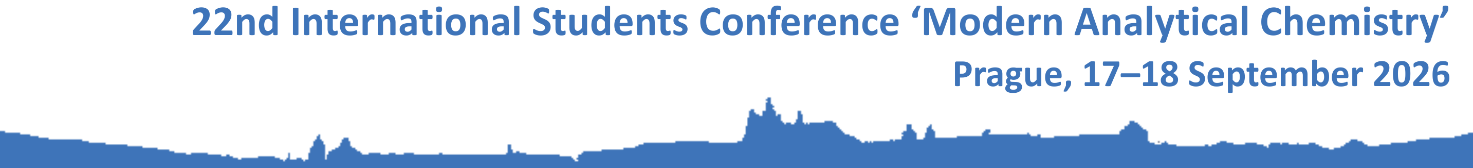 22nd International Students Conference ‘Modern Analytical Chemistry’
Prague, 17–18 September 2026